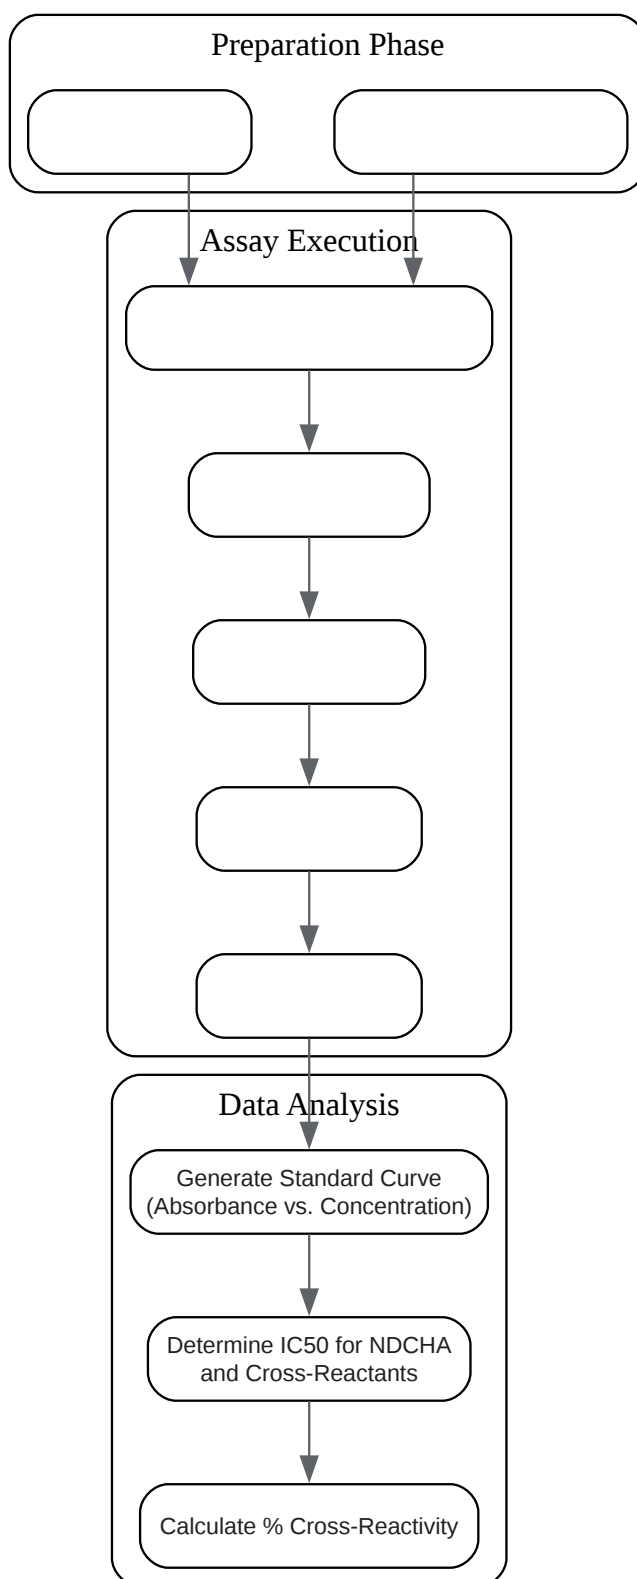 Preparation Phase
Assay Execution
Data Analysis
Generate Standard Curve
(Absorbance vs. Concentration)
Determine IC50 for NDCHA
and Cross-Reactants
Calculate % Cross-Reactivity